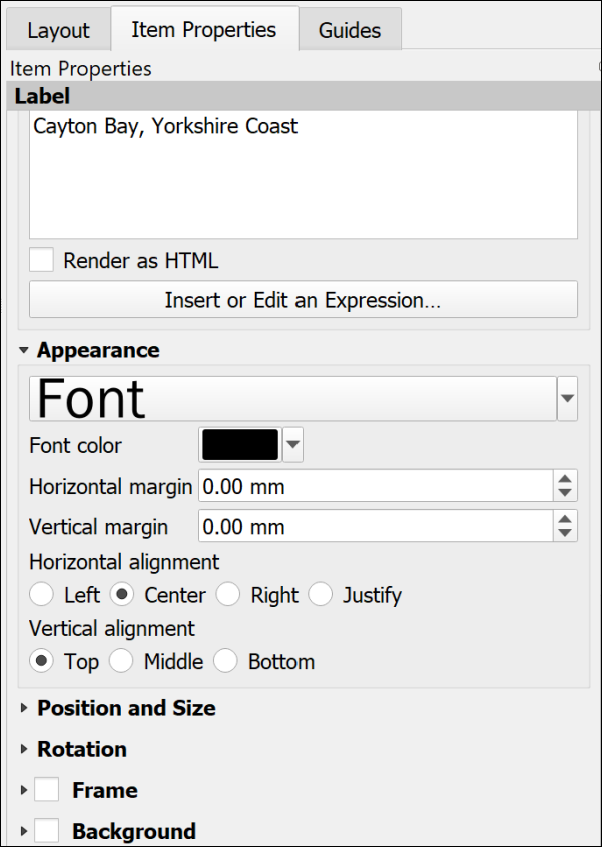 Layout Item Properties Guides
Item Properties
Label
Cayton Bay, Yorkshire Coast
Render as HTML
Insert or Edit an Expression...
Appearance
Font
Font color
Horizontal margin 0.00 mm
Vertical margin 0.00 mm
Horizontal alignment
Left Center Right Justify
Vertical alignment
Top Middle Bottom
Position and Size
Rotation
Frame
Background